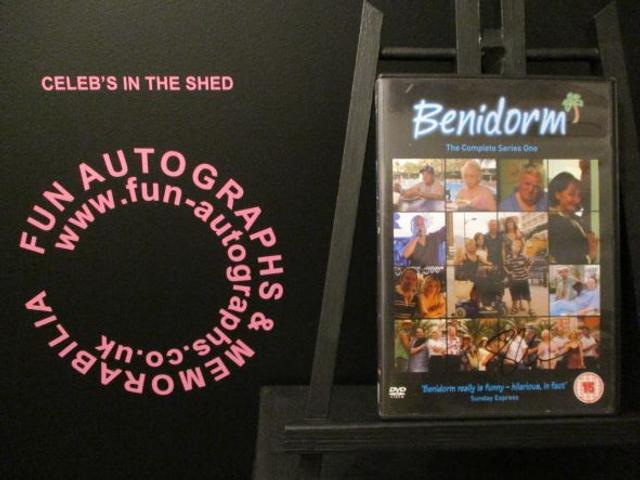 CELEB'S IN THE SHED
FUN AUTOGRAPHS & MEMORABILIA
www.fun-autographs.co.uk
Benidorm
The Complete Series One
DVD
VIDEO
'Benidorm really is funny – hilarious, in fact'
Sunday Express
15